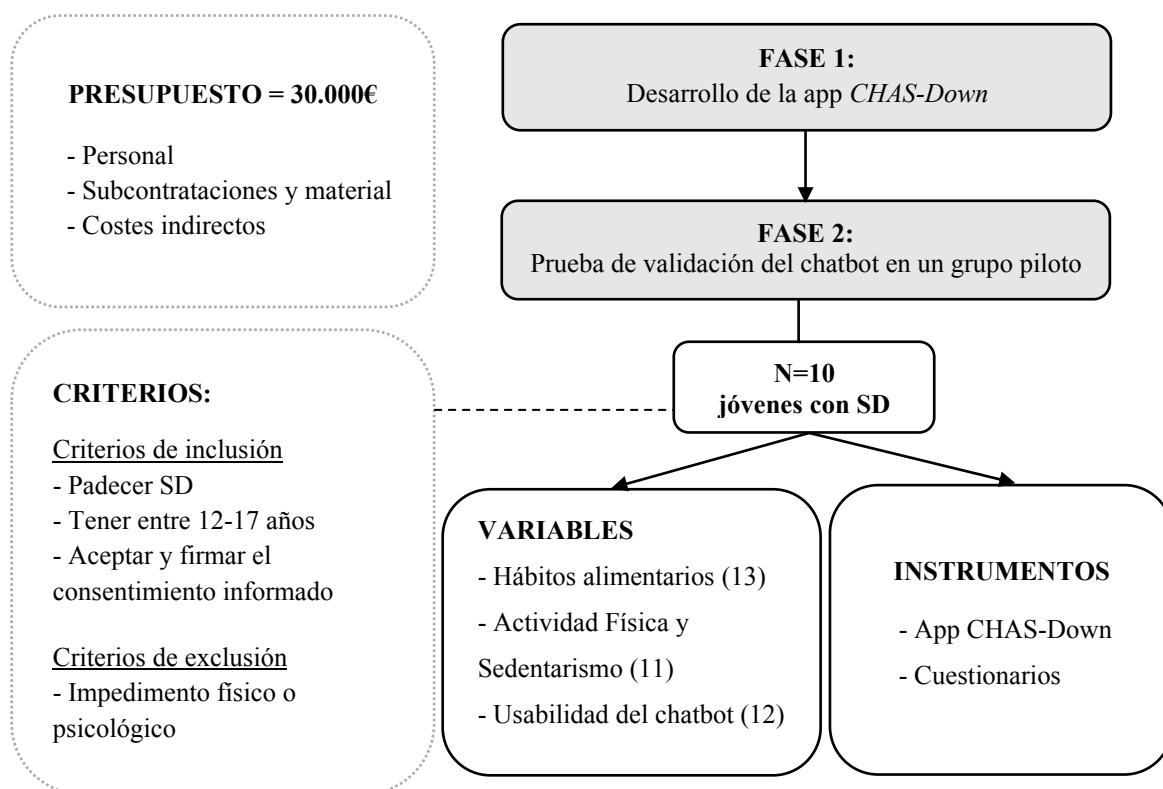 PRESUPUESTO = 30.000€
- Personal
- Subcontrataciones y material
- Costes indirectos
FASE 1:
Desarrollo de la app CHAS-Down
FASE 2:
Prueba de validación del chatbot en un grupo piloto
N=10
jóvenes con SD
CRITERIOS:
Criterios de inclusión
- Padecer SD
- Tener entre 12-17 años
- Aceptar y firmar el
consentimiento informado
Criterios de exclusión
- Impedimento físico o
psicológico
VARIABLES
- Hábitos alimentarios (13)
- Actividad Física y
Sedentarismo (11)
- Usabilidad del chatbot (12)
INSTRUMENTOS
- App CHAS-Down
- Cuestionarios